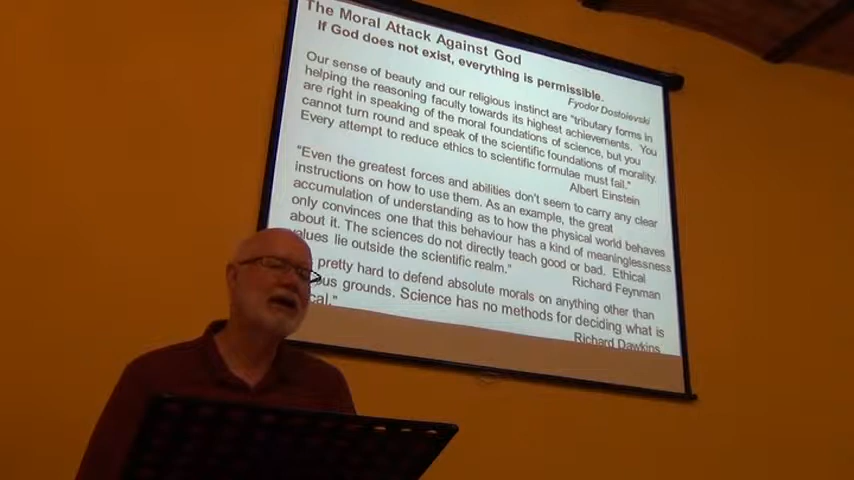 The Moral Attack Against God
If God does not exist, everything is permissible.
Fyodor Dostoievski
Our sense of beauty and our religious instinct are "tributary forms in
helping the reasoning faculty towards its highest achievements. You
are right in speaking of the moral foundations of science, but you
cannot turn round and speak of the scientific foundations of morality.
Every attempt to reduce ethics to scientific formulae must fail."
Albert Einstein
"Even the greatest forces and abilities don't seem to carry any clear
instructions on how to use them. As an example, the great
accumulation of understanding as to how the physical world behaves
only convinces one that this behaviour has a kind of meaninglessness
about it. The sciences do not directly teach good or bad. Ethical
values lie outside the scientific realm."
Richard Feynman
pretty hard to defend absolute morals on anything other than
grounds. Science has no methods for deciding what is
Richard Dawkins